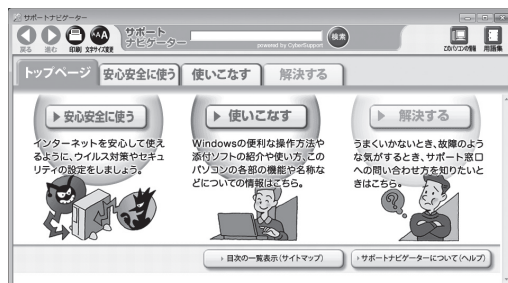 サポートナビゲーター
戻る 進む 印刷 文字サイズ変更
サポート
ナビゲーター
powered by CyberSupport
検索
このパソコンの情報 用語集
トップページ 安心安全に使う 使いこなす 解決する
安心安全に使う
インターネットを安心して使え
るように、ウイルス対策やセキュ
リティの設定をしましょう。
使いこなす
Windowsの便利な操作方法や
添付ソフトの紹介や使い方、この
パソコンの各部の機能や名称な
どについての情報はこちら。
解決する
うまくいかないとき、故障のよう
な気がするとき、サポート窓口
への問い合わせ方を知りたいと
きはこちら。
目次の一覧表示(サイトマップ)
サポートナビゲーターについて(ヘルプ)